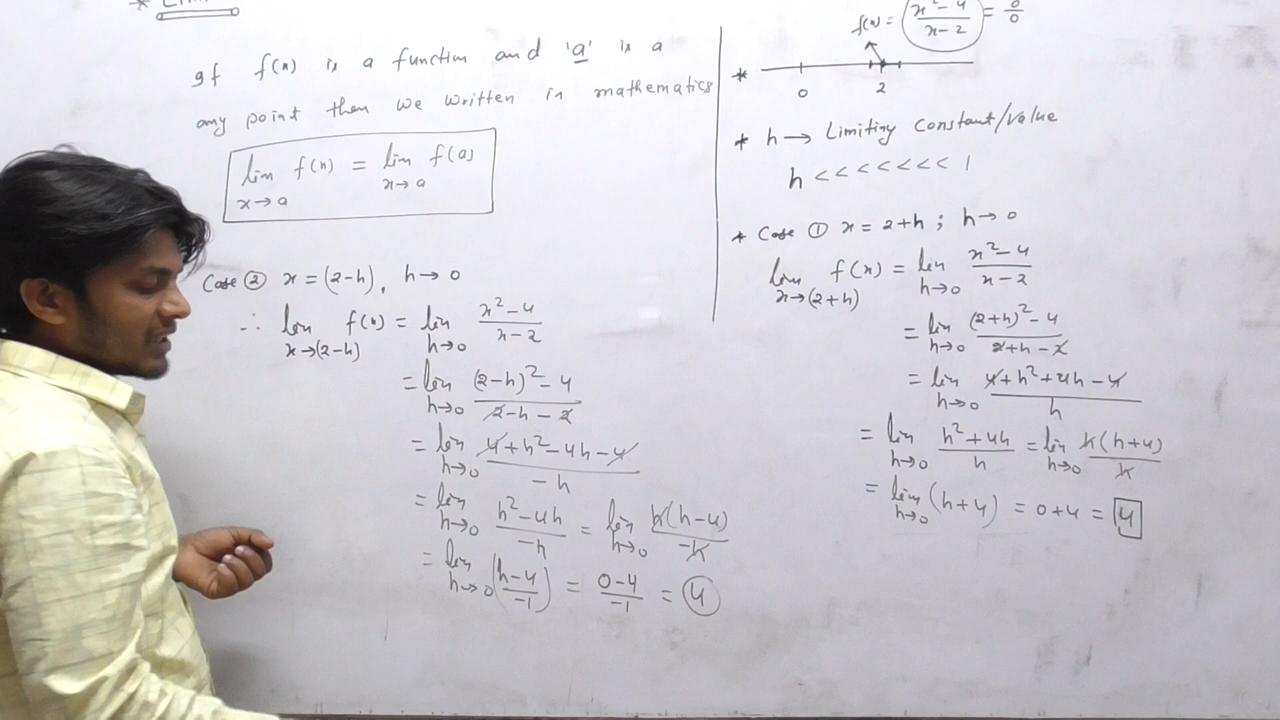 If f(x) is a function and 'a' is a
any point then we written in mathematics
lim x→a f(x) = lim x→a f(a)
Case ② x = (2-h), h→0
∴ lim x→(2-h) f(x) = lim h→0 (x² - 4)/(x - 2)
= lim h→0 ((2-h)² - 4)/(2 - h - 2)
= lim h→0 (4 + h² - 4h - 4)/(-h)
= lim h→0 (h² - 4h)/(-h) = lim h→0 h(h-4)/(-h)
= lim h→0 ((h-4)/(-1)) = (0-4)/(-1) = 4
f(x) = (x² - 4)/(x - 2) = 0/0
*
0 2
* h → Limiting Constant/Value
h <<<<<<< 1
* Case ① x = 2+h ; h→0
lim x→(2+h) f(x) = lim h→0 (x² - 4)/(x - 2)
= lim h→0 ((2+h)² - 4)/(2 + h - 2)
= lim h→0 (4 + h² + 4h - 4)/h
= lim h→0 (h² + 4h)/h = lim h→0 h(h+4)/h
= lim h→0 (h+4) = 0+4 = 4